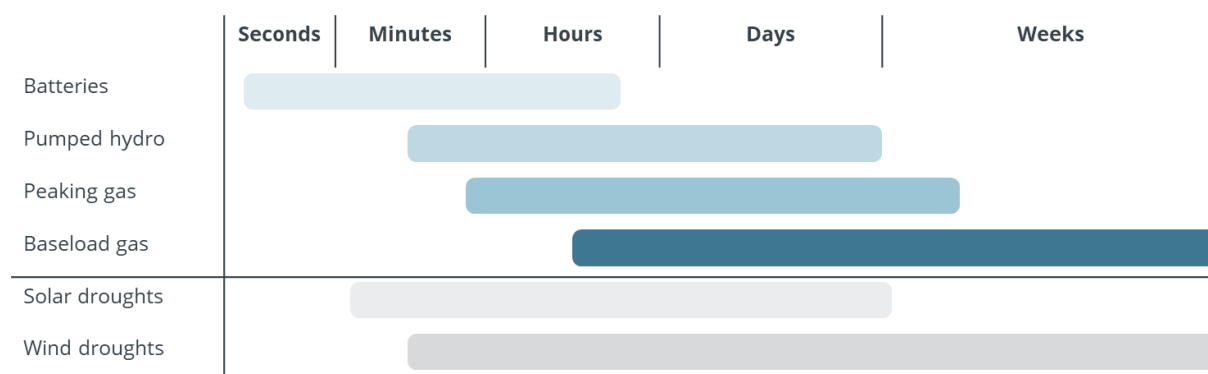 Seconds Minutes Hours Days Weeks
Batteries
Pumped hydro
Peaking gas
Baseload gas
Solar droughts
Wind droughts